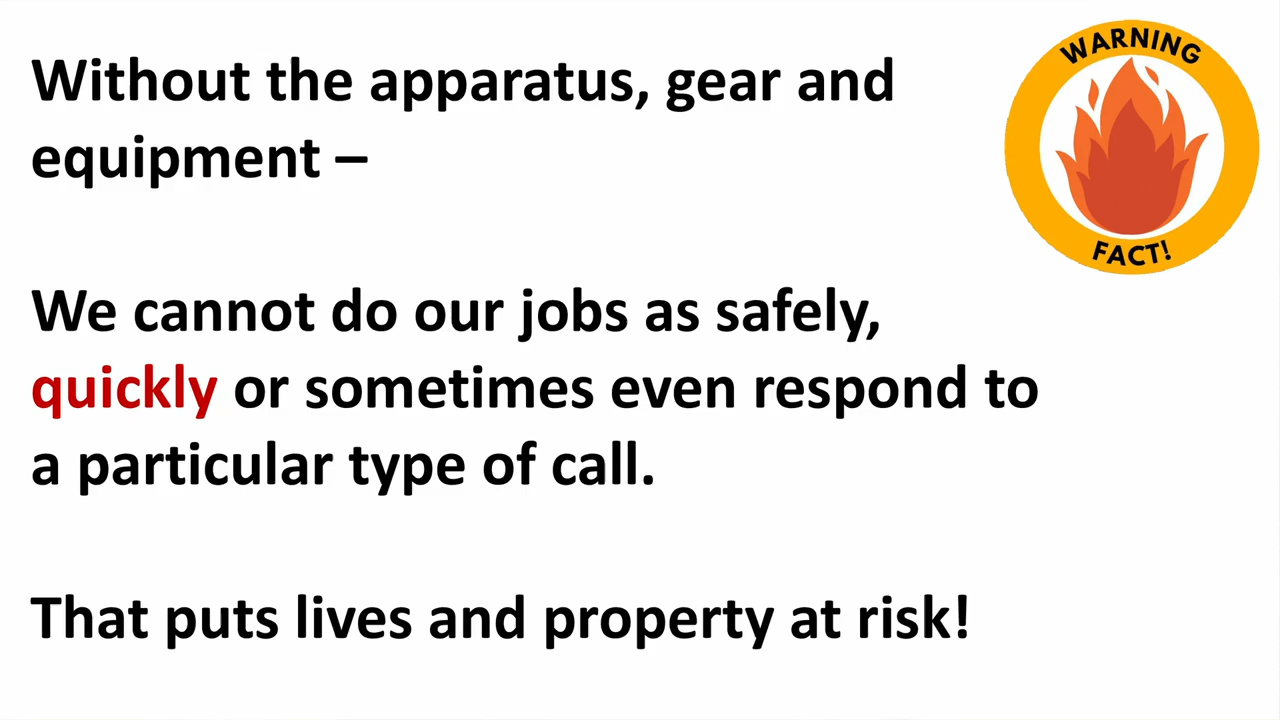 Without the apparatus, gear and
equipment –
We cannot do our jobs as safely,
quickly or sometimes even respond to
a particular type of call.
That puts lives and property at risk!
WARNING
FACT!